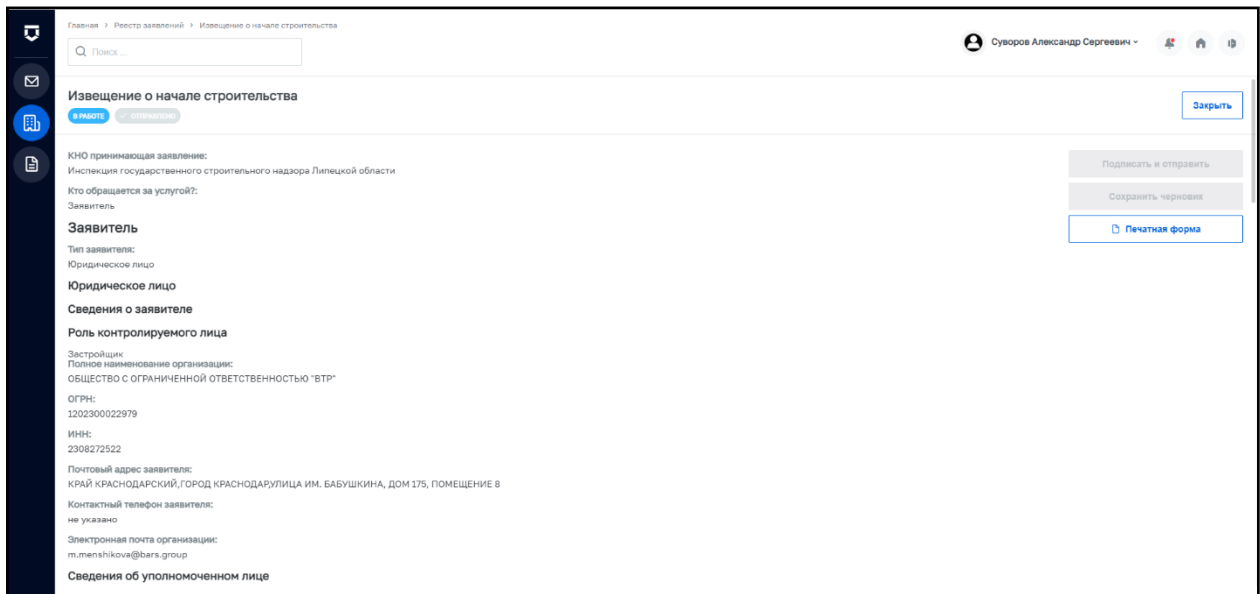 Главная > Реестр заявлений > Извещение о начале строительства
Поиск ...
Суворов Александр Сергеевич
Извещение о начале строительства
В РАБОТЕ
ОТПРАВЛЕНО
Закрыть
КНО принимающая заявление:
Инспекция государственного строительного надзора Липецкой области
Подписать и отправить
Кто обращается за услугой?:
Заявитель
Сохранить черновик
Заявитель
Печатная форма
Тип заявителя:
Юридическое лицо
Юридическое лицо
Сведения о заявителе
Роль контролируемого лица
Застройщик
Полное наименование организации:
ОБЩЕСТВО С ОГРАНИЧЕННОЙ ОТВЕТСТВЕННОСТЬЮ "ВТР"
ОГРН:
1202300022979
ИНН:
2308272522
Почтовый адрес заявителя:
КРАЙ КРАСНОДАРСКИЙ,ГОРОД КРАСНОДАР,УЛИЦА ИМ. БАБУШКИНА, ДОМ 175, ПОМЕЩЕНИЕ 8
Контактный телефон заявителя:
не указано
Электронная почта организации:
m.menshikova@bars.group
Сведения об уполномоченном лице